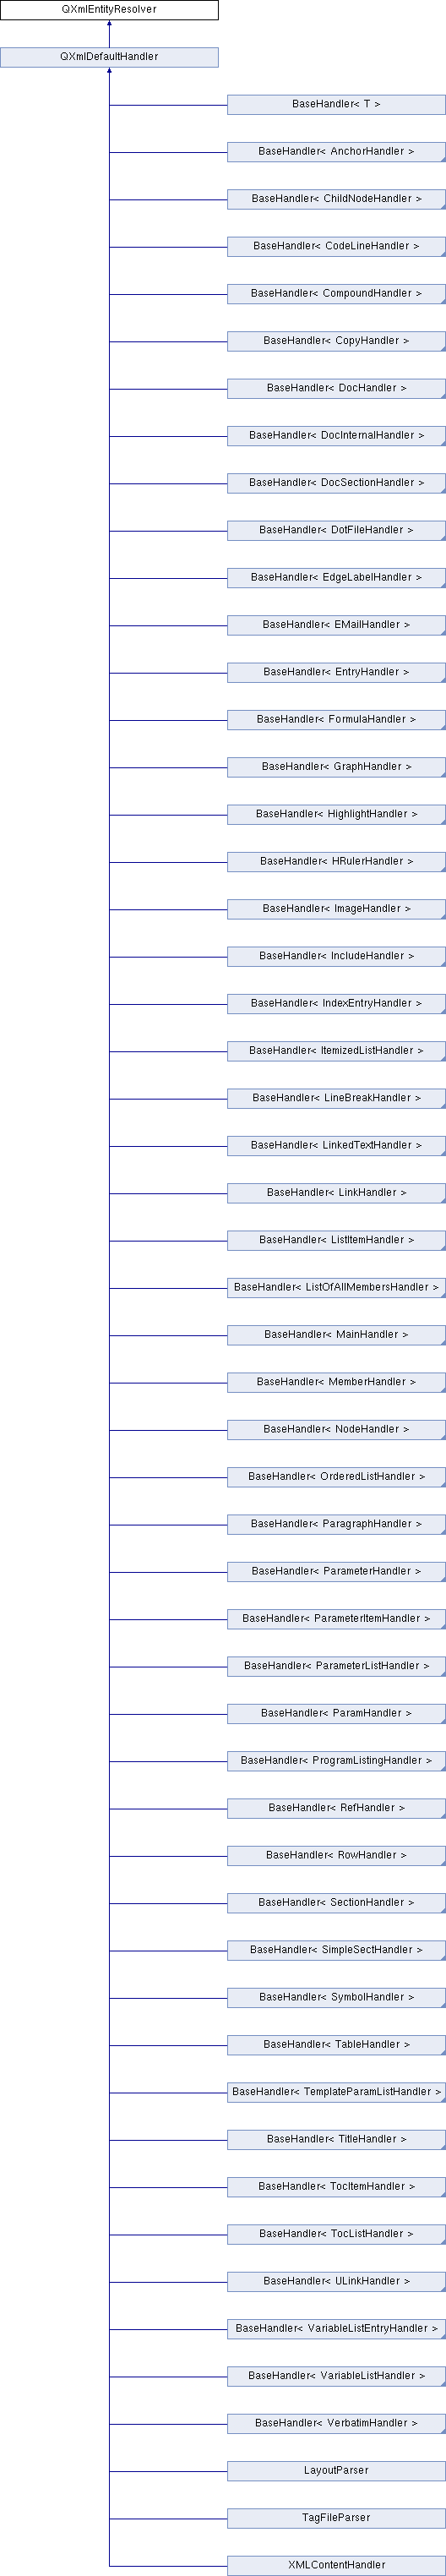 QXmlEntityResolver
QXmlDefaultHandler
BaseHandler< T >
BaseHandler< AnchorHandler >
BaseHandler< ChildNodeHandler >
BaseHandler< CodeLineHandler >
BaseHandler< CompoundHandler >
BaseHandler< CopyHandler >
BaseHandler< DocHandler >
BaseHandler< DocInternalHandler >
BaseHandler< DocSectionHandler >
BaseHandler< DotFileHandler >
BaseHandler< EdgeLabelHandler >
BaseHandler< EMailHandler >
BaseHandler< EntryHandler >
BaseHandler< FormulaHandler >
BaseHandler< GraphHandler >
BaseHandler< HighlightHandler >
BaseHandler< HRulerHandler >
BaseHandler< ImageHandler >
BaseHandler< IncludeHandler >
BaseHandler< IndexEntryHandler >
BaseHandler< ItemizedListHandler >
BaseHandler< LineBreakHandler >
BaseHandler< LinkedTextHandler >
BaseHandler< LinkHandler >
BaseHandler< ListItemHandler >
BaseHandler< ListOfAllMembersHandler >
BaseHandler< MainHandler >
BaseHandler< MemberHandler >
BaseHandler< NodeHandler >
BaseHandler< OrderedListHandler >
BaseHandler< ParagraphHandler >
BaseHandler< ParameterHandler >
BaseHandler< ParameterItemHandler >
BaseHandler< ParameterListHandler >
BaseHandler< ParamHandler >
BaseHandler< ProgramListingHandler >
BaseHandler< RefHandler >
BaseHandler< RowHandler >
BaseHandler< SectionHandler >
BaseHandler< SimpleSectHandler >
BaseHandler< SymbolHandler >
BaseHandler< TableHandler >
BaseHandler< TemplateParamListHandler >
BaseHandler< TitleHandler >
BaseHandler< TocItemHandler >
BaseHandler< TocListHandler >
BaseHandler< ULinkHandler >
BaseHandler< VariableListEntryHandler >
BaseHandler< VariableListHandler >
BaseHandler< VerbatimHandler >
LayoutParser
TagFileParser
XMLContentHandler